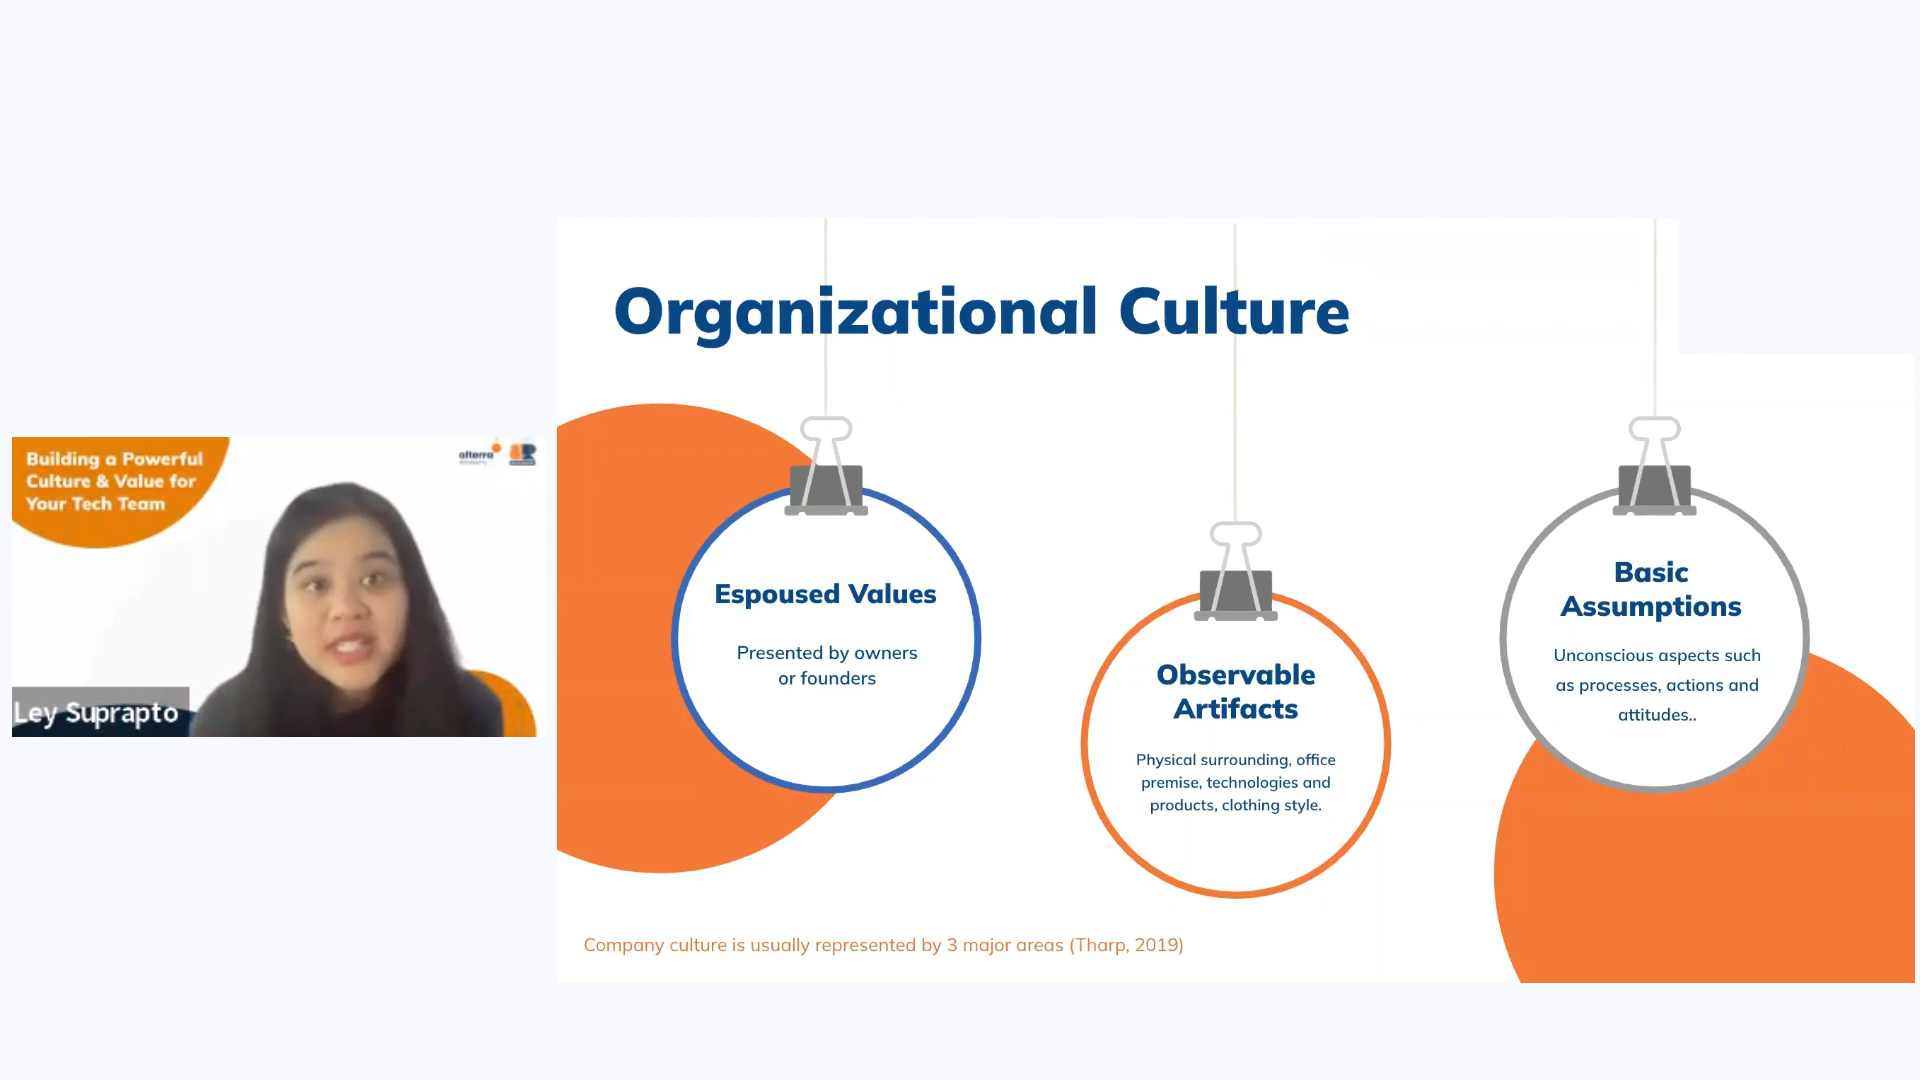 Building a Powerful
Culture & Value for
Your Tech Team
alterra
academy
Ley Suprapto
Organizational Culture
Espoused Values
Presented by owners
or founders
Observable
Artifacts
Physical surrounding, office
premise, technologies and
products, clothing style.
Basic
Assumptions
Unconscious aspects such
as processes, actions and
attitudes..
Company culture is usually represented by 3 major areas (Tharp, 2019)